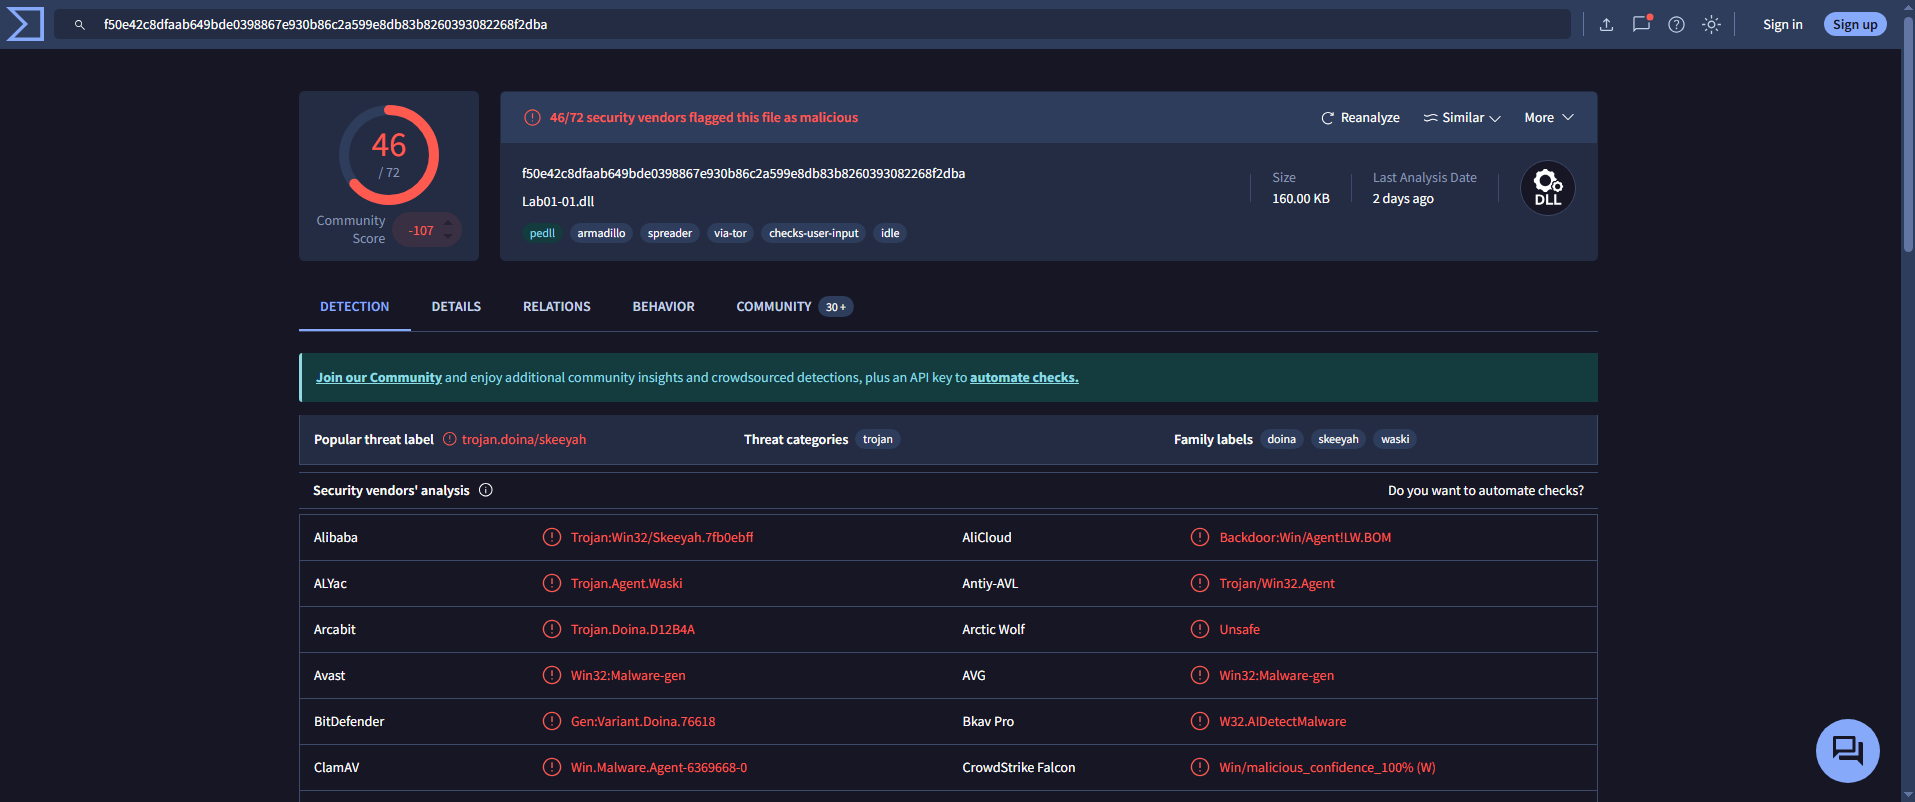 f50e42c8dfaab649bde0398867e930b86c2a599e8db83b8260393082268f2dba
Sign in
Sign up
46
/ 72
Community Score
-107
46/72 security vendors flagged this file as malicious
Reanalyze
Similar
More
f50e42c8dfaab649bde0398867e930b86c2a599e8db83b8260393082268f2dba
Lab01-01.dll
pedll armadillo spreader via-tor checks-user-input idle
Size
160.00 KB
Last Analysis Date
2 days ago
DLL
DETECTION DETAILS RELATIONS BEHAVIOR COMMUNITY 30+
Join our Community and enjoy additional community insights and crowdsourced detections, plus an API key to automate checks.
Popular threat label trojan.doina/skeeyah Threat categories trojan Family labels doina skeeyah waski
Security vendors' analysis Do you want to automate checks?
Alibaba Trojan:Win32/Skeeyah.7fb0ebff AliCloud Backdoor:Win/Agent!LW.BOM
ALYac Trojan.Agent.Waski Antiy-AVL Trojan/Win32.Agent
Arcabit Trojan.Doina.D12B4A Arctic Wolf Unsafe
Avast Win32:Malware-gen AVG Win32:Malware-gen
BitDefender Gen:Variant.Doina.76618 Bkav Pro W32.AIDetectMalware
ClamAV Win.Malware.Agent-6369668-0 CrowdStrike Falcon Win/malicious_confidence_100% (W)